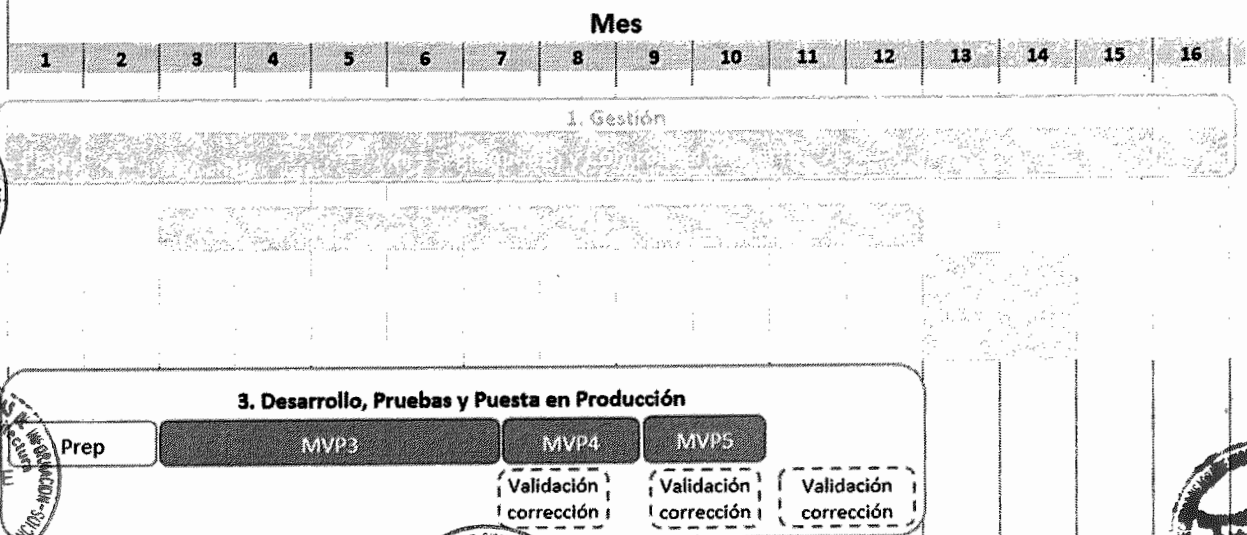 Mes
1 2 3 4 5 6 7 8 9 10 11 12 13 14 15 16
1. Gestión
3. Desarrollo, Pruebas y Puesta en Producción
Prep MVP3 MVP4 MVP5
Validación Validación Validación
corrección corrección corrección